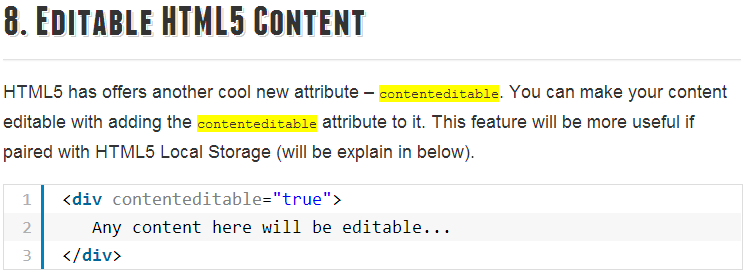 8. Editable HTML5 Content
HTML5 has offers another cool new attribute – contenteditable. You can make your content
editable with adding the contenteditable attribute to it. This feature will be more useful if
paired with HTML5 Local Storage (will be explain in below).
1 <div contenteditable="true">
2 Any content here will be editable...
3 </div>